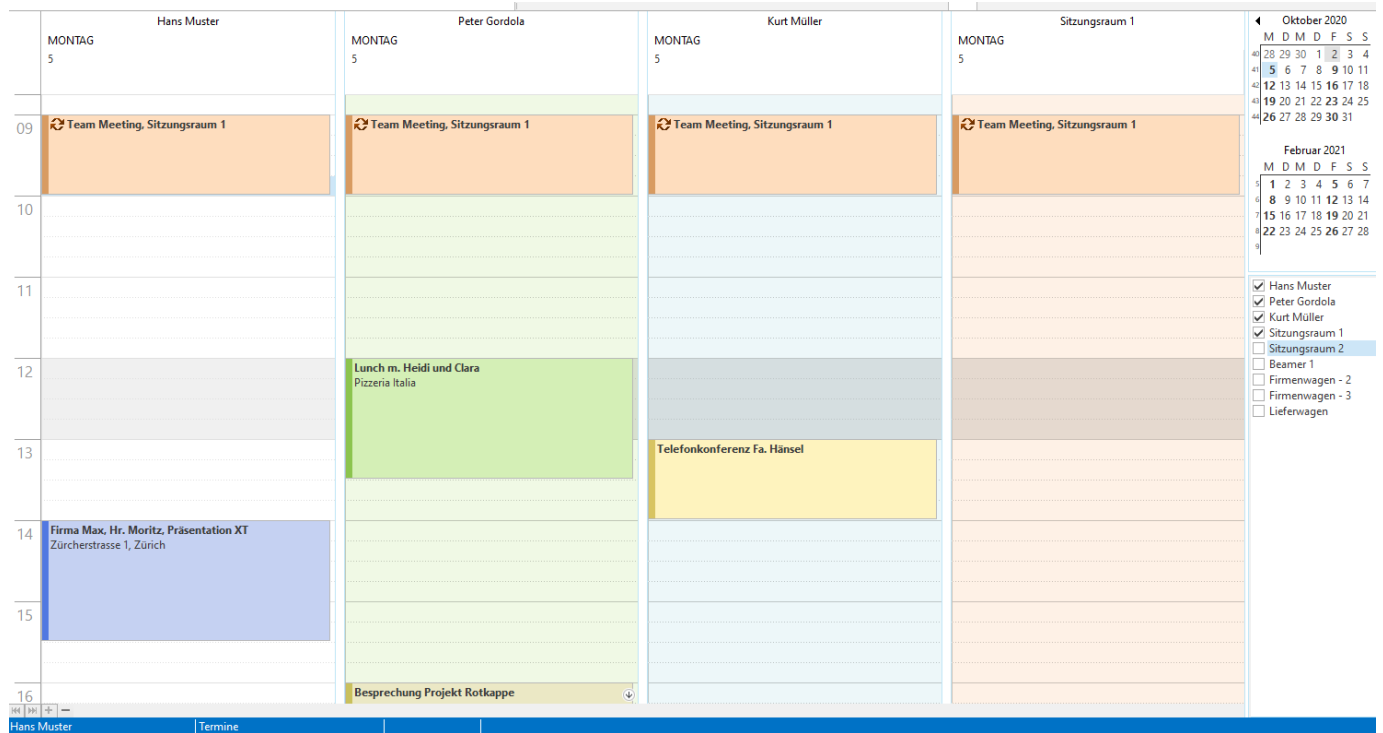 Hans Muster
Peter Gordola
Kurt Müller
Sitzungsraum 1
MONTAG
MONTAG
MONTAG
MONTAG
5
5
5
5
09
Team Meeting, Sitzungsraum 1
Team Meeting, Sitzungsraum 1
Team Meeting, Sitzungsraum 1
Team Meeting, Sitzungsraum 1
10
11
12
Lunch m. Heidi und Clara
Pizzeria Italia
13
Telefonkonferenz Fa. Hänsel
14
Firma Max, Hr. Moritz, Präsentation XT
Zürcherstrasse 1, Zürich
15
16
Besprechung Projekt Rotkappe
Oktober 2020
M D M D F S S
40 28 29 30 1 2 3 4
41 5 6 7 8 9 10 11
42 12 13 14 15 16 17 18
43 19 20 21 22 23 24 25
44 26 27 28 29 30 31
Februar 2021
M D M D F S S
5 1 2 3 4 5 6 7
6 8 9 10 11 12 13 14
7 15 16 17 18 19 20 21
8 22 23 24 25 26 27 28
9
Hans Muster
Peter Gordola
Kurt Müller
Sitzungsraum 1
Sitzungsraum 2
Beamer 1
Firmenwagen - 2
Firmenwagen - 3
Lieferwagen
Hans Muster
Termine